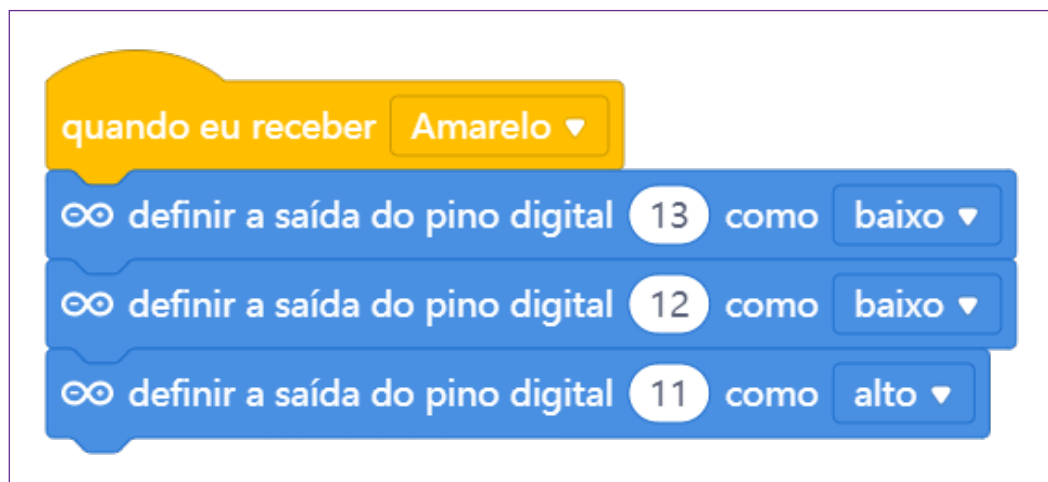 quando eu receber Amarelo
definir a saída do pino digital 13 como baixo
definir a saída do pino digital 12 como baixo
definir a saída do pino digital 11 como alto